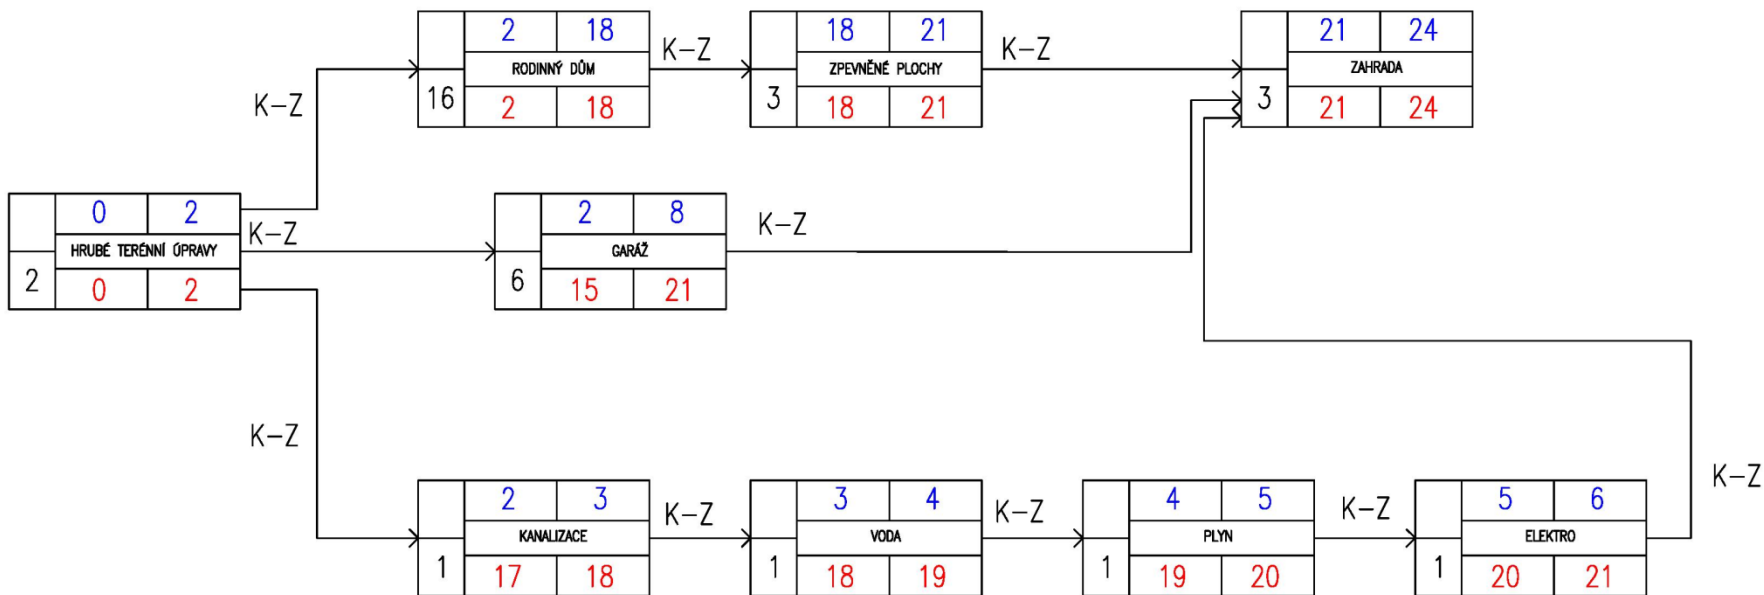 2 18
K-Z
RODINNÝ DŮM
16
2 18
K-Z
18 21
ZPEVNĚNÉ PLOCHY
3
18 21
K-Z
21 24
ZAHRADA
3
21 24
0 2
HRUBÉ TERÉNNÍ ÚPRAVY
2
0 2
K-Z
2 8
GARÁŽ
6
15 21
K-Z
K-Z
2 3
KANALIZACE
1
17 18
K-Z
3 4
VODA
1
18 19
K-Z
4 5
PLYN
1
19 20
K-Z
5 6
ELEKTRO
1
20 21
K-Z